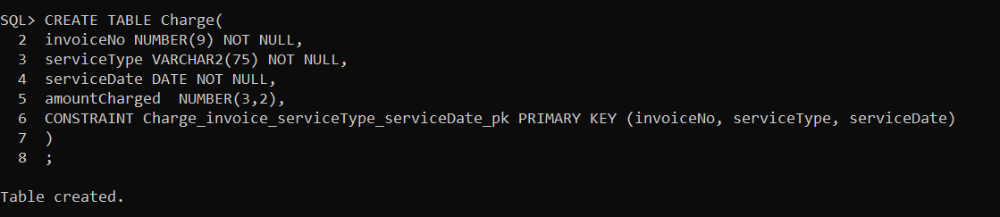 SQL> CREATE TABLE Charge(
  2  invoiceNo NUMBER(9) NOT NULL,
  3  serviceType VARCHAR2(75) NOT NULL,
  4  serviceDate DATE NOT NULL,
  5  amountCharged  NUMBER(3,2),
  6  CONSTRAINT Charge_invoice_serviceType_serviceDate_pk PRIMARY KEY (invoiceNo, serviceType, serviceDate)
  7  )
  8  ;
Table created.